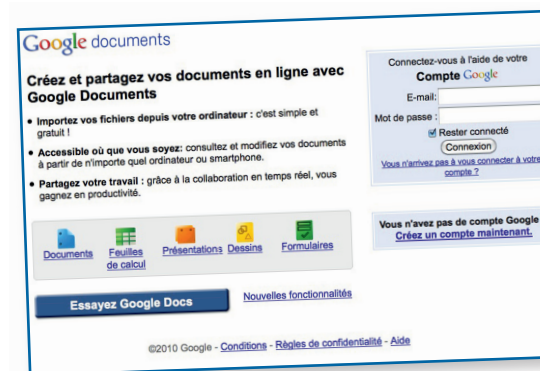 Google documents
Créez et partagez vos documents en ligne avec
Google Documents
• Importez vos fichiers depuis votre ordinateur : c'est simple et
gratuit !
• Accessible où que vous soyez: consultez et modifiez vos documents
à partir de n'importe quel ordinateur ou smartphone.
• Partagez votre travail : grâce à la collaboration en temps réel, vous
gagnez en productivité.
Documents
Feuilles
de calcul
Présentations
Dessins
Formulaires
Essayez Google Docs
Nouvelles fonctionnalités
Connectez-vous à l'aide de votre
Compte Google
E-mail:
Mot de passe :
Rester connecté
Connexion
Vous n'arrivez pas à vous connecter à votre
compte ?
Vous n'avez pas de compte Google
Créez un compte maintenant.
©2010 Google - Conditions - Règles de confidentialité - Aide